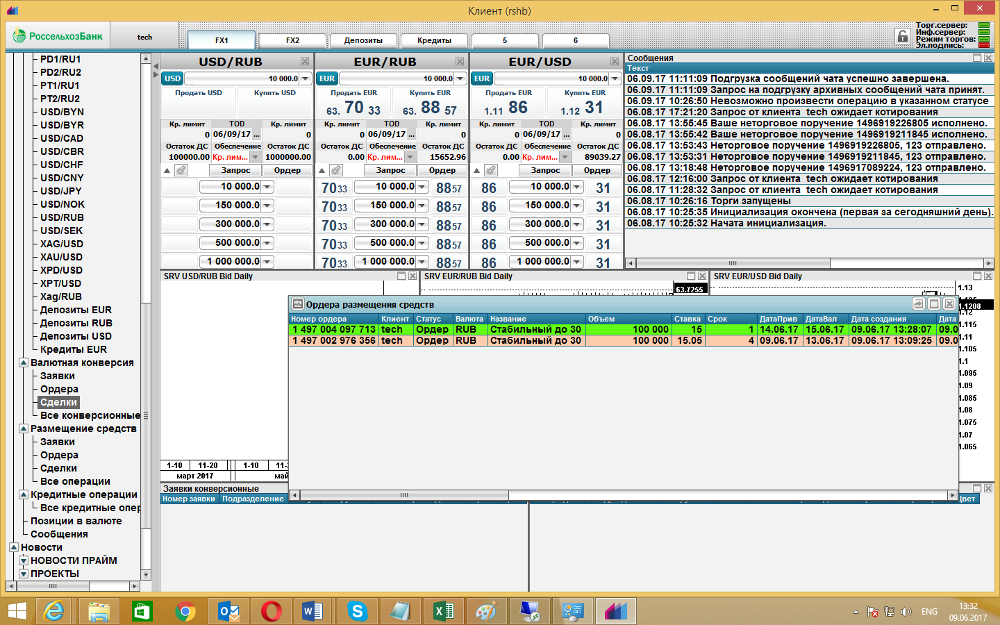 Клиент (rshb)
РоссельхозБанк
tech
FX1
FX2
Депозиты
Кредиты
5
6
Торг.сервер:
Инф.сервер:
Режим торгов:
Эл.подпись:
PD1/RU1
PD2/RU2
PT1/RU1
PT2/RU2
USD/BYN
USD/BYR
USD/CAD
USD/CBR
USD/CHF
USD/CNY
USD/JPY
USD/NOK
USD/RUB
USD/SEK
XAG/USD
XAU/USD
XPD/USD
XPT/USD
Xag/RUB
Депозиты EUR
Депозиты RUB
Депозиты USD
Кредиты EUR
Валютная конверсия
Заявки
Ордера
Сделки
Все конверсионные
Размещение средств
Заявки
Ордера
Сделки
Все операции
Кредитные операции
Все кредитные опер
Позиции в валюте
Сообщения
Новости
НОВОСТИ ПРАЙМ
ПРОЕКТЫ
USD/RUB
USD 10 000.0
Продать USD Купить USD
Кр. лимит TOD Кр. лимит
0 06/09/17 ... 0
Остаток ДС Обеспечение Остаток ДС
100000.00 Кр. лим... 1000000.00
Запрос Ордер
10 000.0
150 000.0
300 000.0
500 000.0
1 000 000.0
EUR/RUB
EUR 10 000.0
Продать EUR Купить EUR
63. 70 33 63. 88 57
Кр. лимит TOD Кр. лимит
0 06/09/17 ... 0
Остаток ДС Обеспечение Остаток ДС
0.00 Кр. лим... 15652.96
Запрос Ордер
7033 10 000.0 8857
7033 150 000.0 8857
7033 300 000.0 8857
7033 500 000.0 8857
7033 1 000 000.0 8857
EUR/USD
EUR 10 000.0
Продать EUR Купить EUR
1.11 86 1.12 31
Кр. лимит TOD Кр. лимит
0 06/09/17 ... 0
Остаток ДС Обеспечение Остаток ДС
0.00 Кр. лим... 89039.27
Запрос Ордер
86 10 000.0 31
86 150 000.0 31
86 300 000.0 31
86 500 000.0 31
86 1 000 000.0 31
Сообщения
Текст
06.09.17 11:11:09 Подгрузка сообщений чата успешно завершена.
06.09.17 11:11:09 Запрос на подгрузку архивных сообщений чата принят.
06.09.17 10:26:50 Невозможно произвести операцию в указанном статусе
06.08.17 17:21:20 Запрос от клиента tech ожидает котирования
06.08.17 13:55:45 Ваше неторговое поручение 1496919226805 исполнено.
06.08.17 13:55:42 Ваше неторговое поручение 1496919211845 исполнено.
06.08.17 13:53:43 Неторговое поручение 1496919226805, 123 отправлено.
06.08.17 13:53:31 Неторговое поручение 1496919211845, 123 отправлено.
06.08.17 13:18:48 Неторговое поручение 1496917089224, 123 отправлено.
06.08.17 12:16:00 Запрос от клиента tech ожидает котирования
06.08.17 11:28:32 Запрос от клиента tech ожидает котирования
06.08.17 10:26:16 Торги запущены
06.08.17 10:25:35 Инициализация окончена (первая за сегодняшний день).
06.08.17 10:25:32 Начата инициализация.
SRV USD/RUB Bid Daily
1-10 11-20 1-10
март 2017
SRV EUR/RUB Bid Daily
63.7255
SRV EUR/USD Bid Daily
1.13
1.1208
1.12
1.115
1.11
1.105
1.1
1.095
1.09
1.085
1.08
1.075
1.07
1.065
Ордера размещения средств
Номер ордера Клиент Статус Валюта Название Объем Ставка Срок ДатаПрив ДатаВал Дата создания Дата
1 497 004 097 713 tech Ордер RUB Стабильный до 30 100 000 15 1 14.06.17 15.06.17 09.06.17 13:28:07 09.0
1 497 002 976 356 tech Ордер RUB Стабильный до 30 100 000 15.05 4 09.06.17 13.06.17 09.06.17 13:09:25 09.0
Заявки конверсионные
Номер заявки Подразделение
Цвет
ENG
13:32
09.06.2017